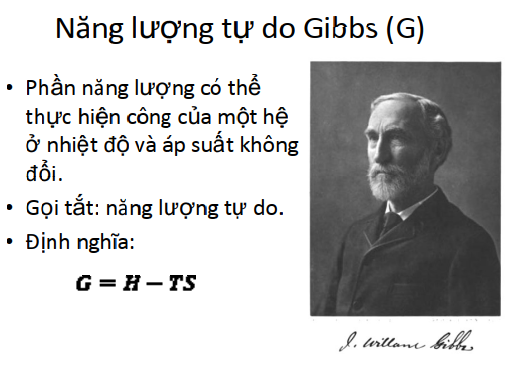 Năng lượng tự do Gibbs (G)
• Phần năng lượng có thể
thực hiện công của một hệ
ở nhiệt độ và áp suất không
đổi.
• Gọi tắt: năng lượng tự do.
• Định nghĩa:
G = H − TS
J. Willard Gibbs